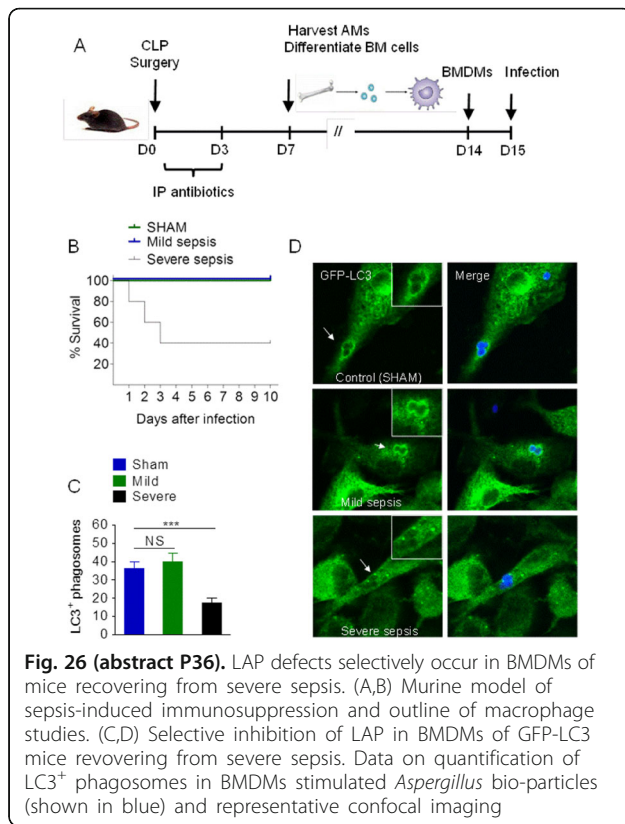 A
CLP
Surgery
Harvest AMs
Differentiate BM cells
BMDMs
Infection
//
D0
D3
D7
D14
D15
IP antibiotics
B
SHAM
Mild sepsis
Severe sepsis
% Survival
100
80
60
40
20
1 2 3 4 5 6 7 8 9 10
Days after infection
C
Sham
Mild
Severe
LC3⁺ phagosomes
60
50
40
30
20
10
0
***
NS
D
GFP-LC3
Merge
Control (SHAM)
Mild sepsis
Severe sepsis
Fig. 26 (abstract P36). LAP defects selectively occur in BMDMs of
mice recovering from severe sepsis. (A,B) Murine model of
sepsis-induced immunosuppression and outline of macrophage
studies. (C,D) Selective inhibition of LAP in BMDMs of GFP-LC3
mice revovering from severe sepsis. Data on quantification of
LC3⁺ phagosomes in BMDMs stimulated Aspergillus bio-particles
(shown in blue) and representative confocal imaging